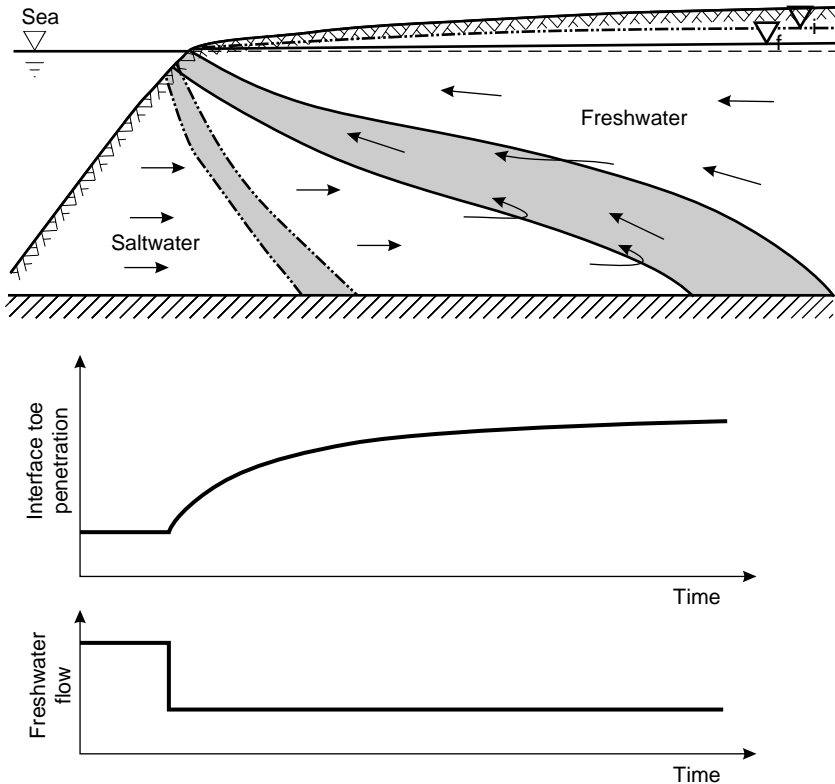 Sea
i
f
Freshwater
Saltwater
Interface toe
penetration
Time
Freshwater
flow
Time